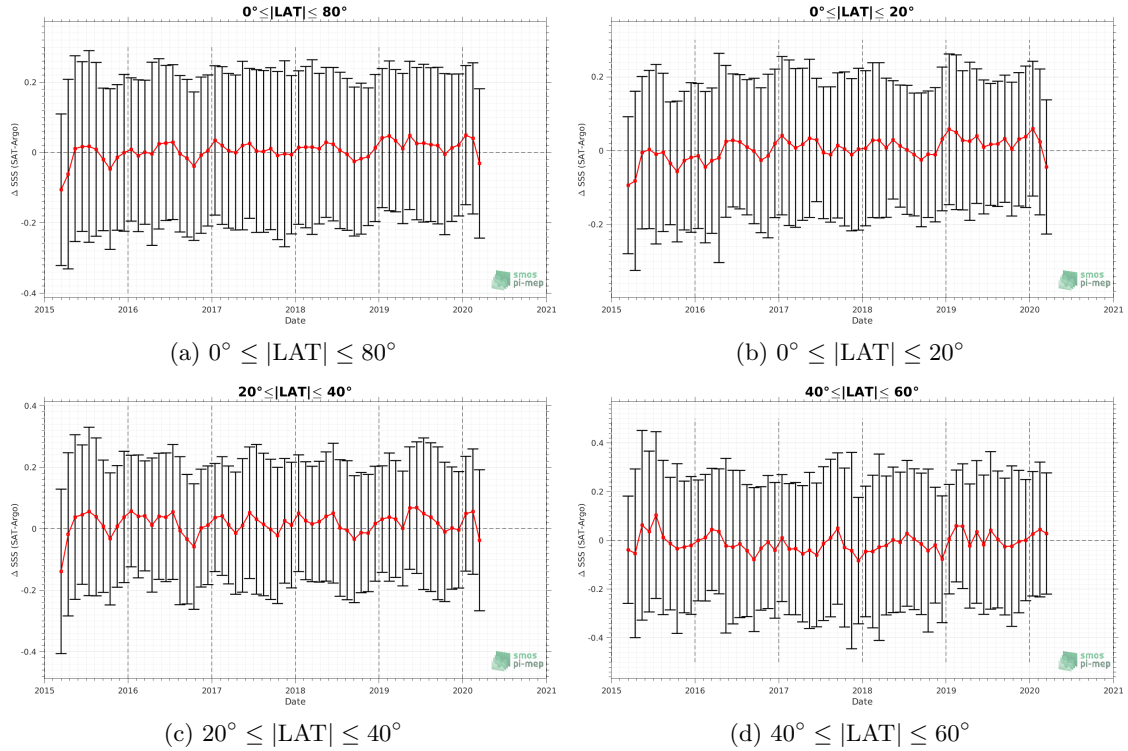 0°≤|LAT|≤ 80°
Δ SSS (SAT-Argo)
0.2
0
-0.2
-0.4
2015 2016 2017 2018 2019 2020 2021
Date
smos
pi-mep
(a) 0° ≤ |LAT| ≤ 80°
0°≤|LAT|≤ 20°
Δ SSS (SAT-Argo)
0.2
0
-0.2
2015 2016 2017 2018 2019 2020 2021
Date
smos
pi-mep
(b) 0° ≤ |LAT| ≤ 20°
20°≤|LAT|≤ 40°
Δ SSS (SAT-Argo)
0.4
0.2
0
-0.2
-0.4
2015 2016 2017 2018 2019 2020 2021
Date
smos
pi-mep
(c) 20° ≤ |LAT| ≤ 40°
40°≤|LAT|≤ 60°
Δ SSS (SAT-Argo)
0.4
0.2
0
-0.2
-0.4
2015 2016 2017 2018 2019 2020 2021
Date
smos
pi-mep
(d) 40° ≤ |LAT| ≤ 60°